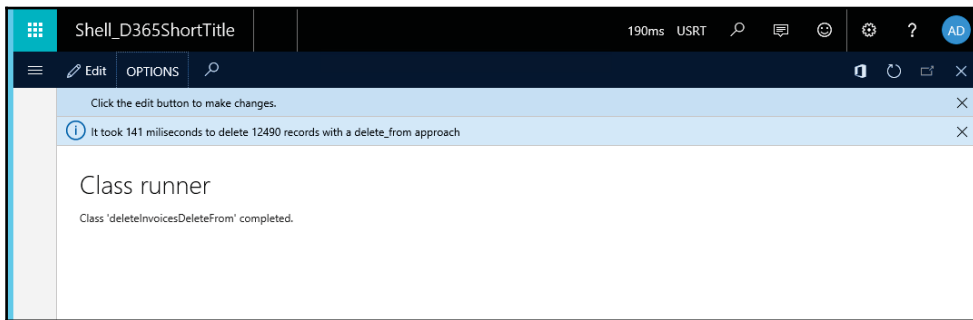 Shell_D365ShortTitle 190ms USRT ? AD
Edit OPTIONS
Click the edit button to make changes.
It took 141 miliseconds to delete 12490 records with a delete_from approach
Class runner
Class 'deleteInvoicesDeleteFrom' completed.